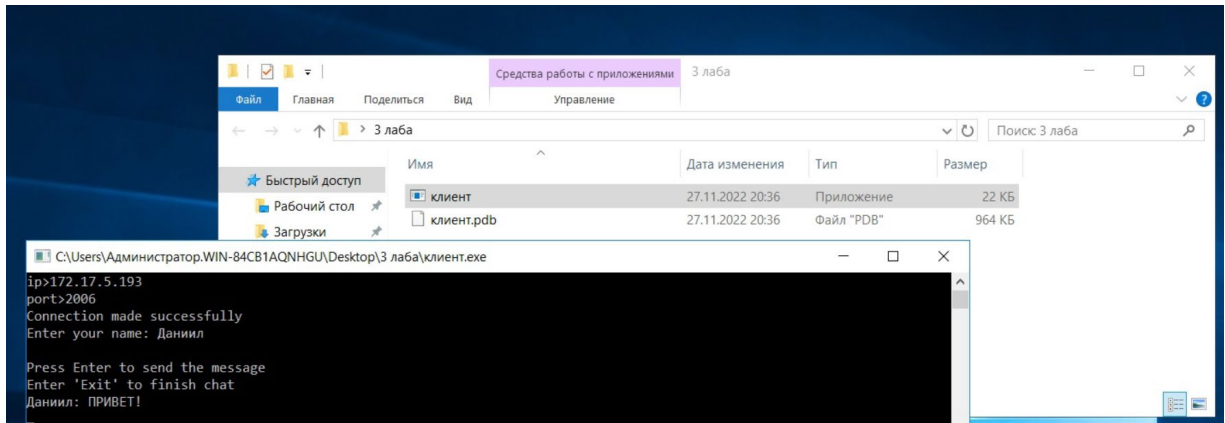 Средства работы с приложениями 3 лаба
Файл Главная Поделиться Вид Управление
3 лаба Поиск: 3 лаба
Имя Дата изменения Тип Размер
Быстрый доступ
клиент 27.11.2022 20:36 Приложение 22 КБ
Рабочий стол
клиент.pdb 27.11.2022 20:36 Файл "PDB" 964 КБ
Загрузки
C:\Users\Администратор.WIN-84CB1AQNHGU\Desktop\3 лаба\клиент.exe
ip>172.17.5.193
port>2006
Connection made successfully
Enter your name: Даниил
Press Enter to send the message
Enter 'Exit' to finish chat
Даниил: ПРИВЕТ!